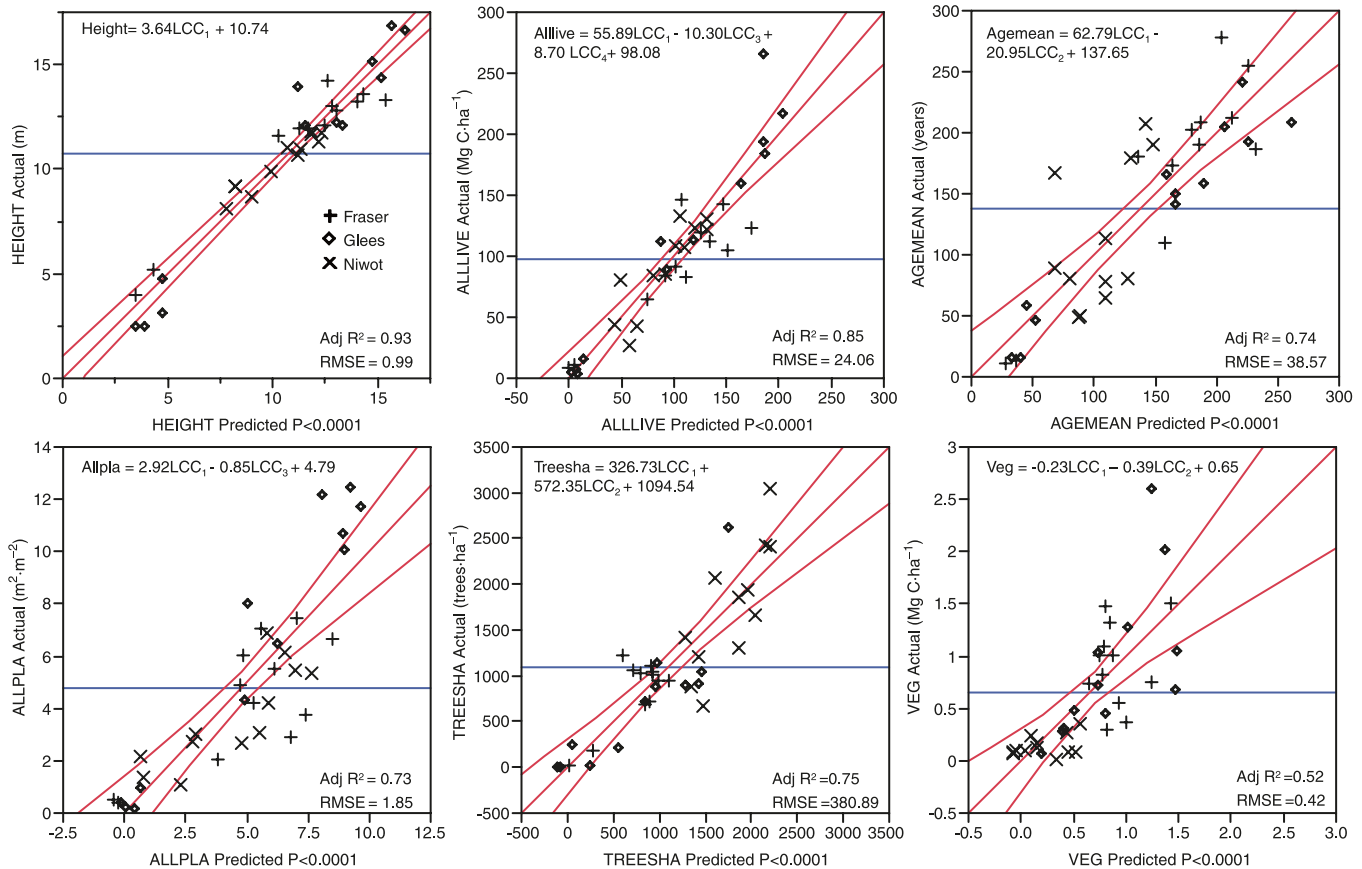 Height= 3.64LCC₁ + 10.74
HEIGHT Actual (m)
15
10
5
0
Fraser
Glees
Niwot
Adj R² = 0.93
RMSE = 0.99
0 5 10 15
HEIGHT Predicted P<0.0001
Alllive = 55.89LCC₁- 10.30LCC₃+
8.70 LCC₄+ 98.08
ALLLIVE Actual (Mg C·ha⁻¹)
300
250
200
150
100
50
0
Adj R² = 0.85
RMSE = 24.06
-50 0 50 100 150 200 250 300
ALLLIVE Predicted P<0.0001
Agemean = 62.79LCC₁ -
20.95LCC₂ + 137.65
AGEMEAN Actual (years)
300
250
200
150
100
50
0
Adj R² = 0.74
RMSE = 38.57
0 50 100 150 200 250 300
AGEMEAN Predicted P<0.0001
Allpla = 2.92LCC₁ - 0.85LCC₃ + 4.79
ALLPLA Actual (m²·m⁻²)
14
12
10
8
6
4
2
0
Adj R² = 0.73
RMSE = 1.85
-2.5 0.0 2.5 5.0 7.5 10.0 12.5
ALLPLA Predicted P<0.0001
Treesha = 326.73LCC₁ +
572.35LCC₂ + 1094.54
TREESHA Actual (trees·ha⁻¹)
3500
3000
2500
2000
1500
1000
500
0
-500
Adj R² =0.75
RMSE =380.89
-500 0 500 1000 1500 2000 2500 3000 3500
TREESHA Predicted P<0.0001
Veg = -0.23LCC₁− 0.39LCC₂ + 0.65
VEG Actual (Mg C·ha⁻¹)
3
2.5
2
1.5
1
0.5
0
-0.5
Adj R² =0.52
RMSE =0.42
-0.5 0.0 0.5 1.0 1.5 2.0 2.5 3.0
VEG Predicted P<0.0001